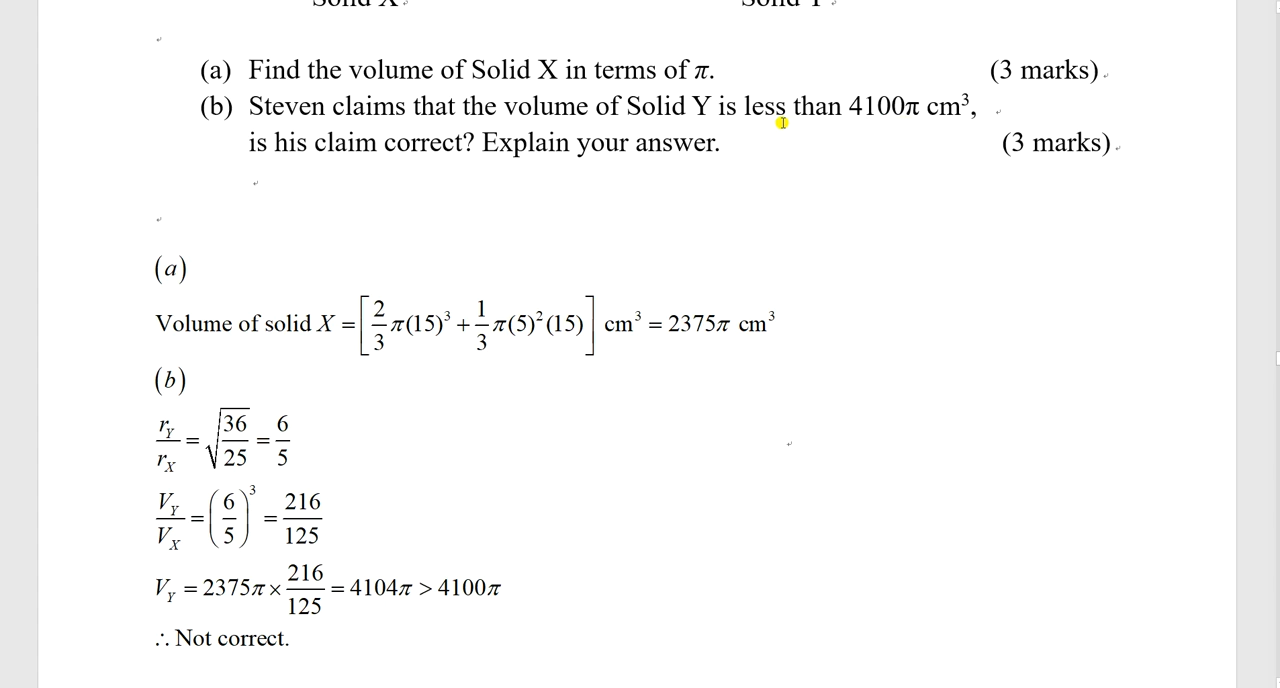 Solid X
Solid Y
(a) Find the volume of Solid X in terms of π. (3 marks)
(b) Steven claims that the volume of Solid Y is less than 4100π cm³,
is his claim correct? Explain your answer. (3 marks)
(a)
Volume of solid X = [2/3 π(15)³ + 1/3 π(5)²(15)] cm³ = 2375π cm³
(b)
r_Y/r_X = √(36/25) = 6/5
V_Y/V_X = (6/5)³ = 216/125
V_Y = 2375π × 216/125 = 4104π > 4100π
∴ Not correct.